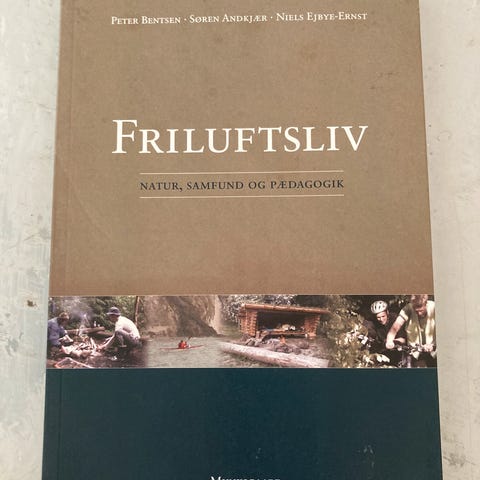 Peter Bentsen · Søren Andkjær · Niels Ejbye-Ernst
Friluftsliv
natur, samfund og pædagogik